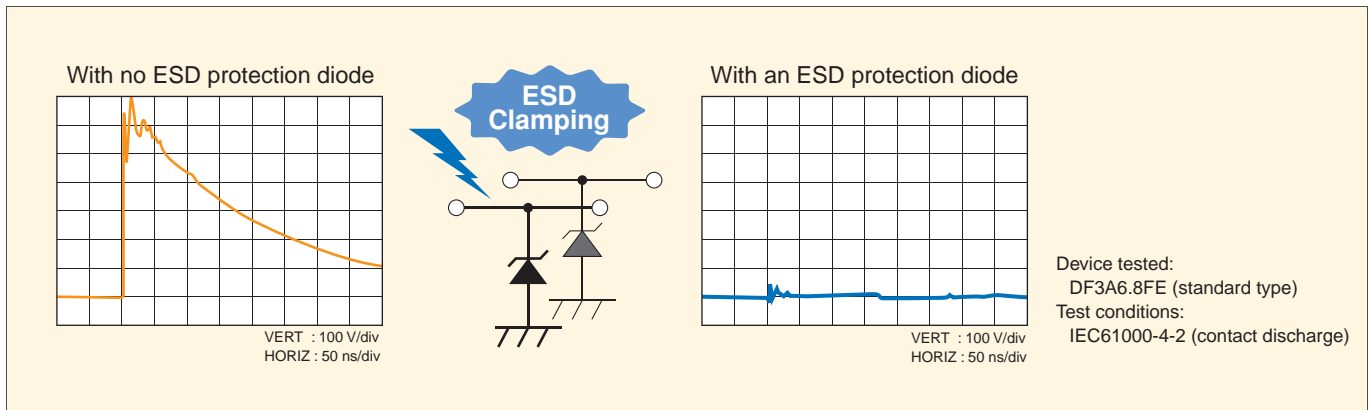 With no ESD protection diode
VERT : 100 V/div
HORIZ : 50 ns/div
ESD
Clamping
With an ESD protection diode
VERT : 100 V/div
HORIZ : 50 ns/div
Device tested:
DF3A6.8FE (standard type)
Test conditions:
IEC61000-4-2 (contact discharge)